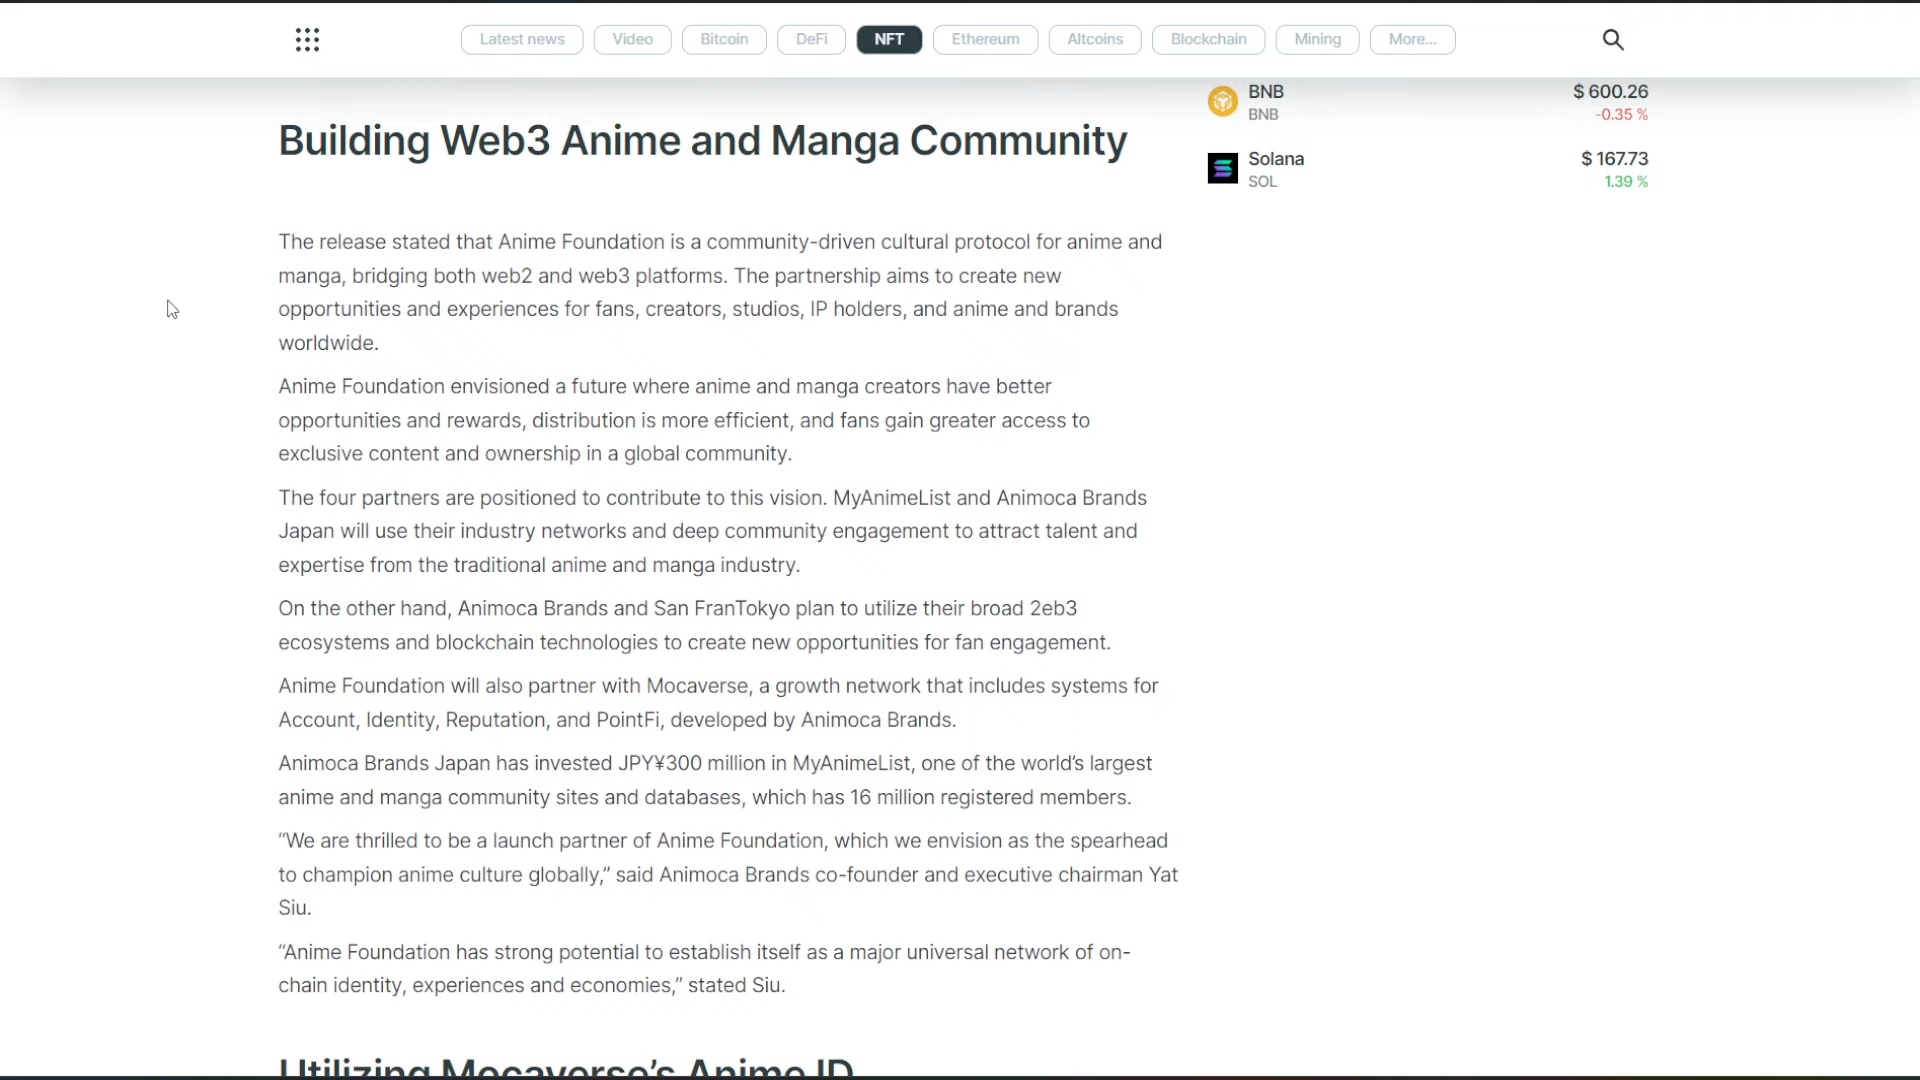 Latest news
Video
Bitcoin
DeFi
NFT
Ethereum
Altcoins
Blockchain
Mining
More...
BNB
BNB
$ 600.26
-0.35 %
Solana
SOL
$ 167.73
1.39 %
Building Web3 Anime and Manga Community
The release stated that Anime Foundation is a community-driven cultural protocol for anime and
manga, bridging both web2 and web3 platforms. The partnership aims to create new
opportunities and experiences for fans, creators, studios, IP holders, and anime and brands
worldwide.
Anime Foundation envisioned a future where anime and manga creators have better
opportunities and rewards, distribution is more efficient, and fans gain greater access to
exclusive content and ownership in a global community.
The four partners are positioned to contribute to this vision. MyAnimeList and Animoca Brands
Japan will use their industry networks and deep community engagement to attract talent and
expertise from the traditional anime and manga industry.
On the other hand, Animoca Brands and San FranTokyo plan to utilize their broad 2eb3
ecosystems and blockchain technologies to create new opportunities for fan engagement.
Anime Foundation will also partner with Mocaverse, a growth network that includes systems for
Account, Identity, Reputation, and PointFi, developed by Animoca Brands.
Animoca Brands Japan has invested JPY¥300 million in MyAnimeList, one of the world’s largest
anime and manga community sites and databases, which has 16 million registered members.
“We are thrilled to be a launch partner of Anime Foundation, which we envision as the spearhead
to champion anime culture globally,” said Animoca Brands co-founder and executive chairman Yat
Siu.
“Anime Foundation has strong potential to establish itself as a major universal network of on-
chain identity, experiences and economies,” stated Siu.
Utilizing Mocaverse’s Anime ID